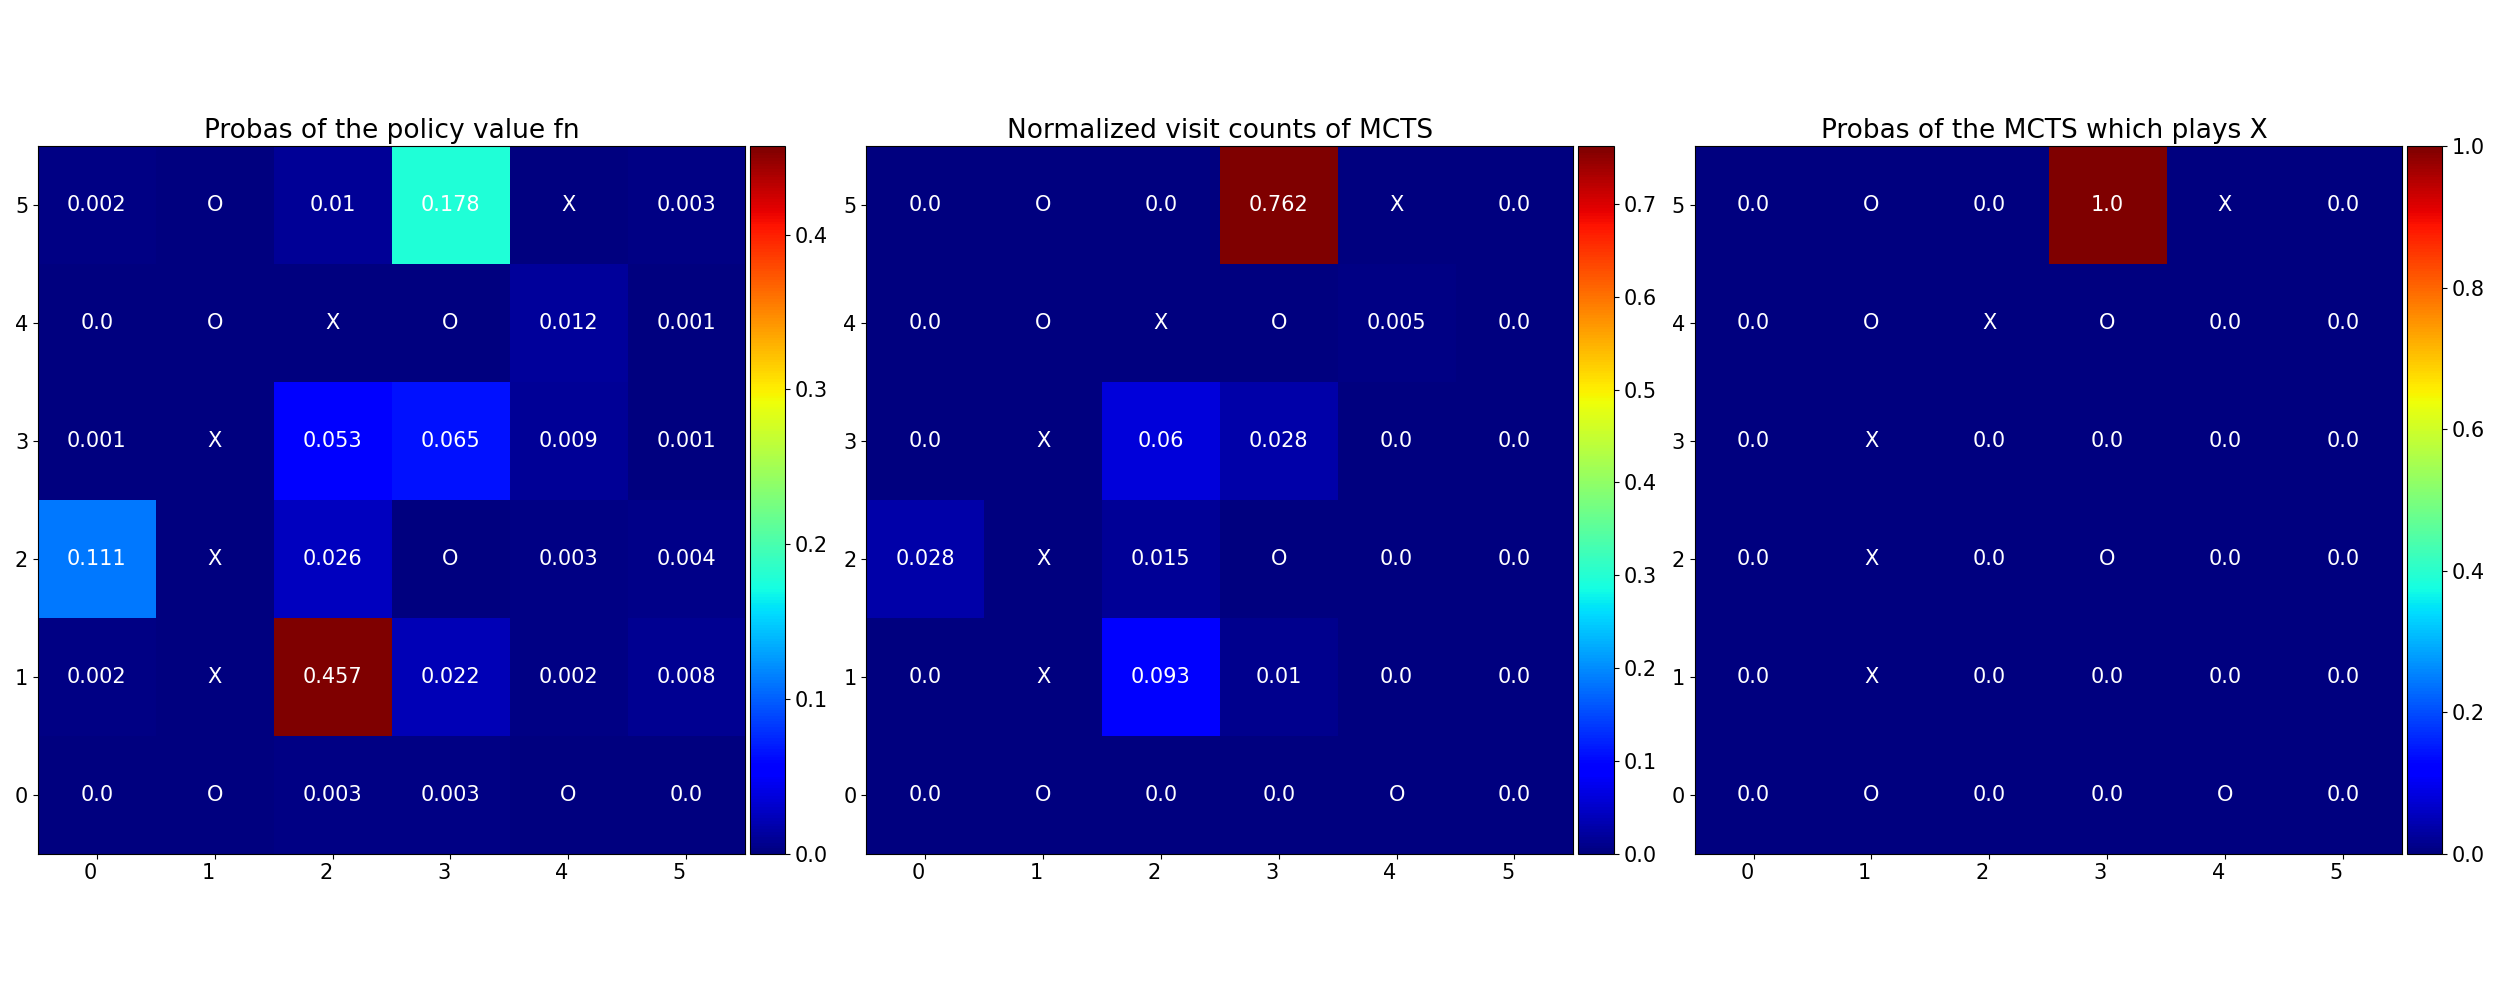 Probas of the policy value fn
5 0.002 O 0.01 0.178 X 0.003
4 0.0 O X O 0.012 0.001
3 0.001 X 0.053 0.065 0.009 0.001
2 0.111 X 0.026 O 0.003 0.004
1 0.002 X 0.457 0.022 0.002 0.008
0 0.0 O 0.003 0.003 O 0.0
0 1 2 3 4 5
0.4
0.3
0.2
0.1
0.0
Normalized visit counts of MCTS
5 0.0 O 0.0 0.762 X 0.0
4 0.0 O X O 0.005 0.0
3 0.0 X 0.06 0.028 0.0 0.0
2 0.028 X 0.015 O 0.0 0.0
1 0.0 X 0.093 0.01 0.0 0.0
0 0.0 O 0.0 0.0 O 0.0
0 1 2 3 4 5
0.7
0.6
0.5
0.4
0.3
0.2
0.1
0.0
Probas of the MCTS which plays X
5 0.0 O 0.0 1.0 X 0.0
4 0.0 O X O 0.0 0.0
3 0.0 X 0.0 0.0 0.0 0.0
2 0.0 X 0.0 O 0.0 0.0
1 0.0 X 0.0 0.0 0.0 0.0
0 0.0 O 0.0 0.0 O 0.0
0 1 2 3 4 5
1.0
0.8
0.6
0.4
0.2
0.0